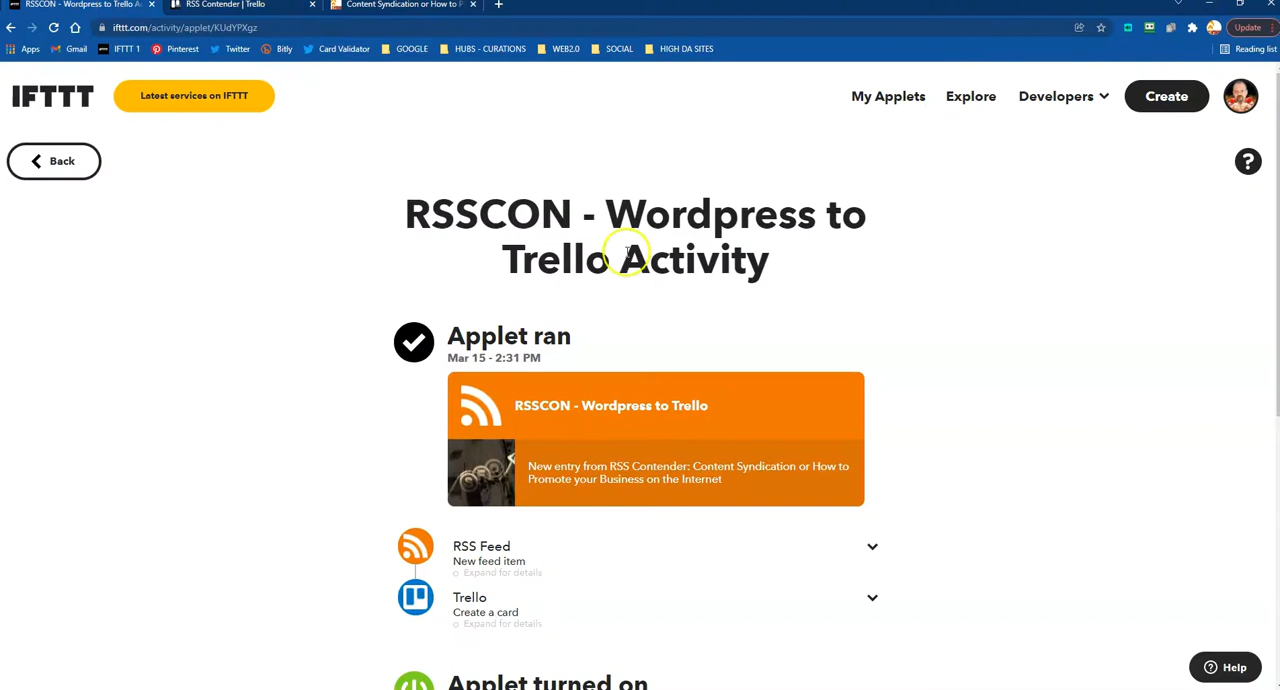 RSSCON - Wordpress to Trello A
RSS Contender | Trello
Content Syndication or How to P
ifttt.com/activity/applet/KUdYPXgz
Update
Apps
Gmail
IFTTT 1
Pinterest
Twitter
Bitly
Card Validator
GOOGLE
HUBS - CURATIONS
WEB2.0
SOCIAL
HIGH DA SITES
Reading list
IFTTT
Latest services on IFTTT
My Applets
Explore
Developers
Create
Back
?
RSSCON - Wordpress to
Trello Activity
Applet ran
Mar 15 - 2:31 PM
RSSCON - Wordpress to Trello
New entry from RSS Contender: Content Syndication or How to
Promote your Business on the Internet
RSS Feed
New feed item
Expand for details
Trello
Create a card
Expand for details
Applet turned on
? Help